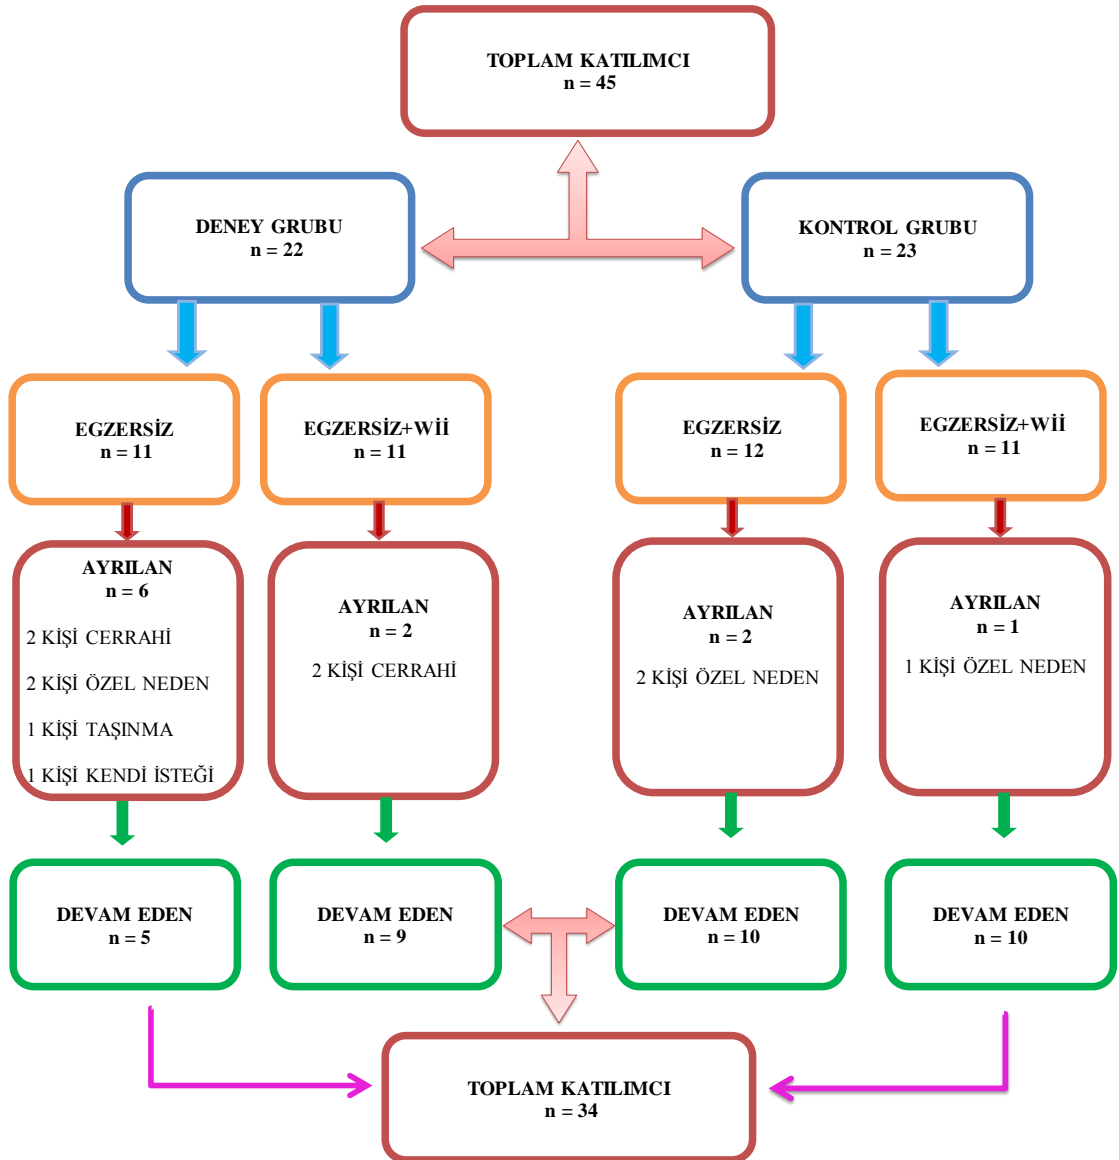 TOPLAM KATILIMCI
n = 45
DENEY GRUBU
n = 22
KONTROL GRUBU
n = 23
EGZERSİZ
n = 11
EGZERSİZ+Wİİ
n = 11
EGZERSİZ
n = 12
EGZERSİZ+Wİİ
n = 11
AYRILAN
n = 6
2 KİŞİ CERRAHİ
2 KİŞİ ÖZEL NEDEN
1 KİŞİ TAŞINMA
1 KİŞİ KENDİ İSTEĞİ
AYRILAN
n = 2
2 KİŞİ CERRAHİ
AYRILAN
n = 2
2 KİŞİ ÖZEL NEDEN
AYRILAN
n = 1
1 KİŞİ ÖZEL NEDEN
DEVAM EDEN
n = 5
DEVAM EDEN
n = 9
DEVAM EDEN
n = 10
DEVAM EDEN
n = 10
TOPLAM KATILIMCI
n = 34